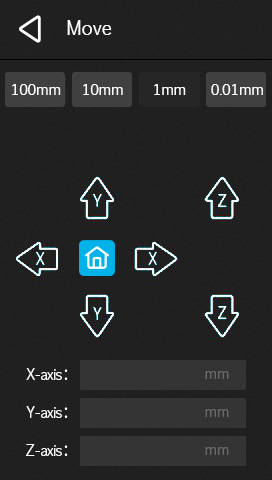 Move
100mm 10mm 1mm 0.01mm
Y Z
X X
Y Z
X-axis: mm
Y-axis: mm
Z-axis: mm